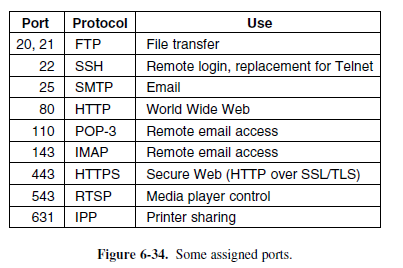 Port Protocol Use
20, 21 FTP File transfer
22 SSH Remote login, replacement for Telnet
25 SMTP Email
80 HTTP World Wide Web
110 POP-3 Remote email access
143 IMAP Remote email access
443 HTTPS Secure Web (HTTP over SSL/TLS)
543 RTSP Media player control
631 IPP Printer sharing
Figure 6-34. Some assigned ports.